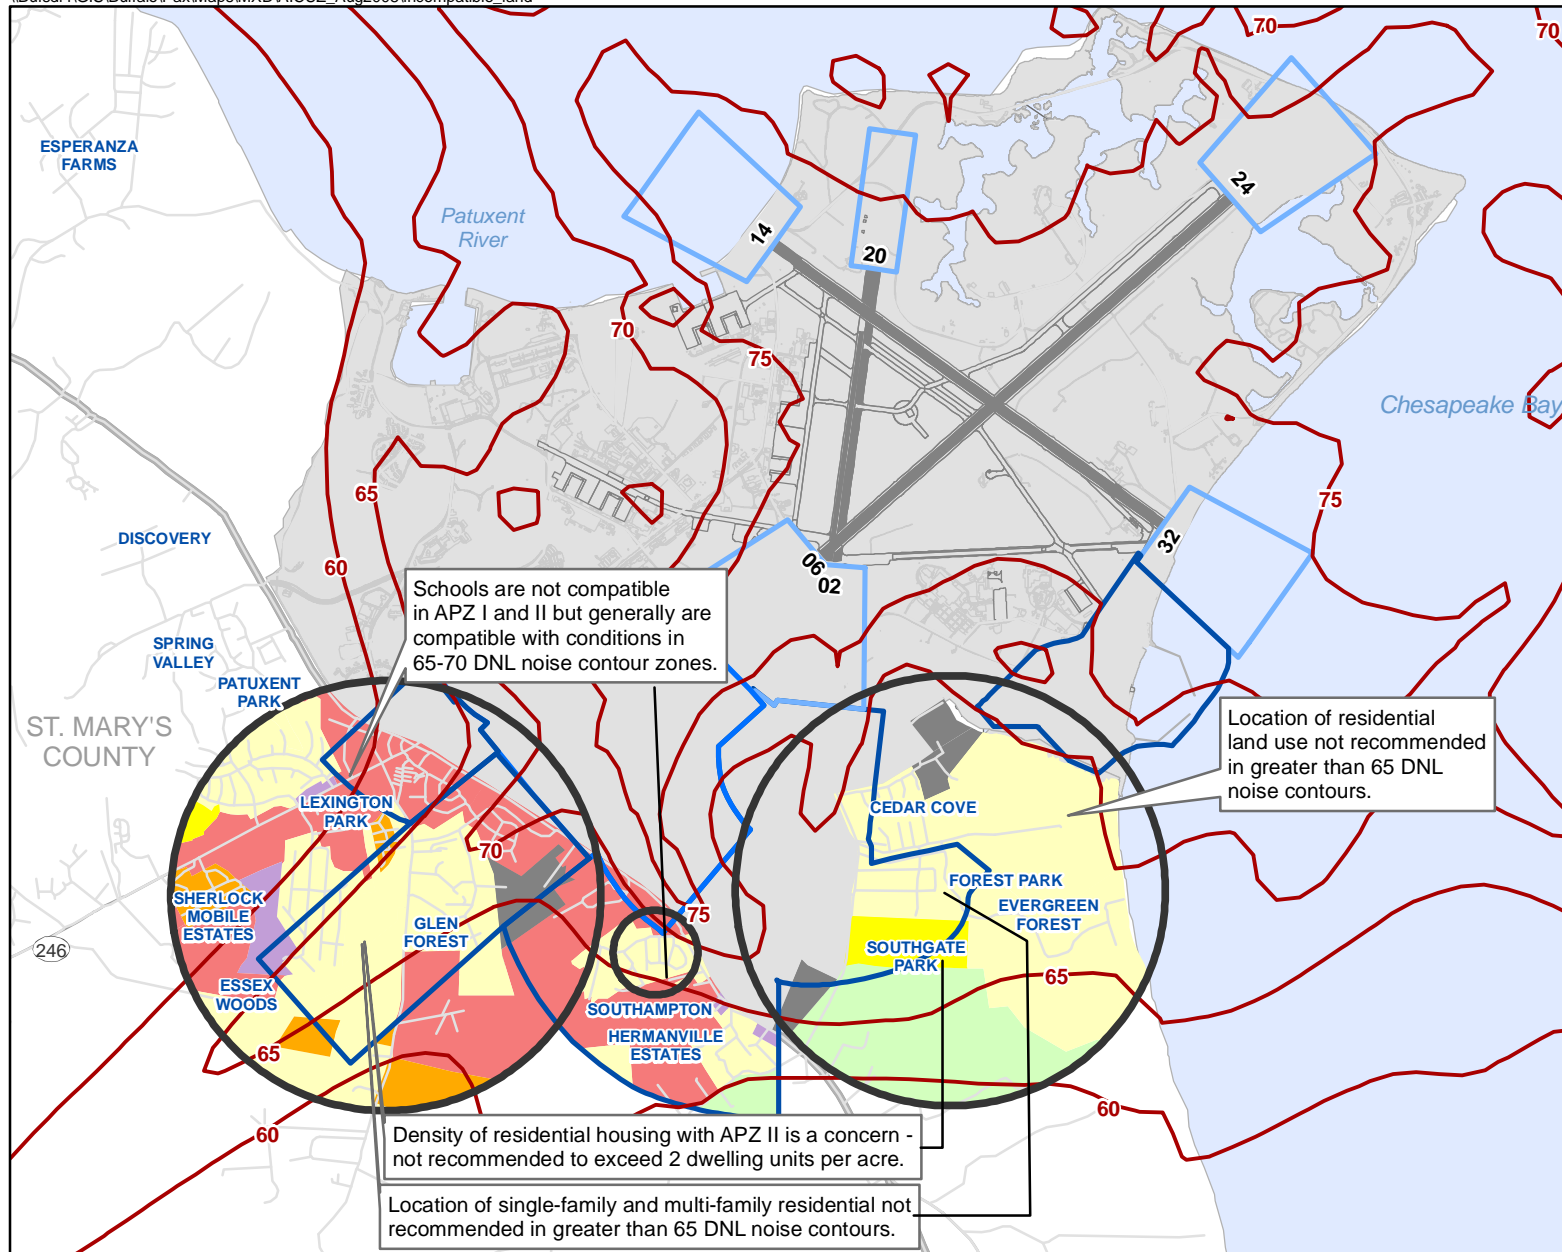 70
70
ESPERANZA
FARMS
Patuxent
River
24
14
20
70
75
Chesapeake Bay
65
75
DISCOVERY
32
60
06
02
Schools are not compatible
in APZ I and II but generally are
compatible with conditions in
65-70 DNL noise contour zones.
SPRING
VALLEY
PATUXENT
PARK
ST. MARY'S
COUNTY
Location of residential
land use not recommended
in greater than 65 DNL
noise contours.
LEXINGTON
PARK
CEDAR COVE
70
FOREST PARK
SHERLOCK
MOBILE
ESTATES
EVERGREEN
FOREST
75
GLEN
FOREST
246
SOUTHGATE
PARK
65
ESSEX
WOODS
SOUTHAMPTON
HERMANVILLE
ESTATES
65
60
60
Density of residential housing with APZ II is a concern -
not recommended to exceed 2 dwelling units per acre.
Location of single-family and multi-family residential not
recommended in greater than 65 DNL noise contours.